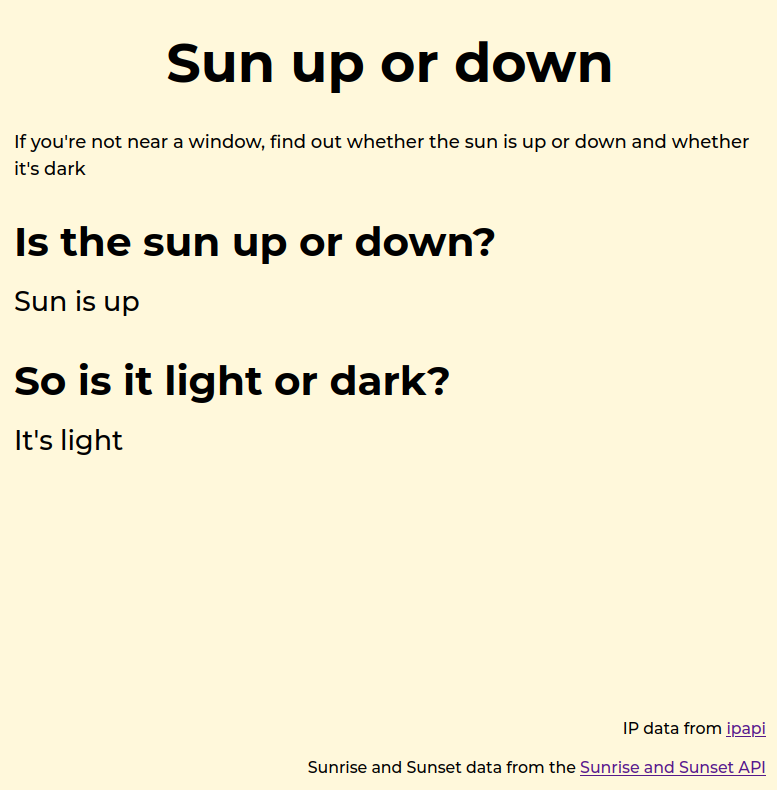 Sun up or down
If you're not near a window, find out whether the sun is up or down and whether
it's dark
Is the sun up or down?
Sun is up
So is it light or dark?
It's light
IP data from ipapi
Sunrise and Sunset data from the Sunrise and Sunset API